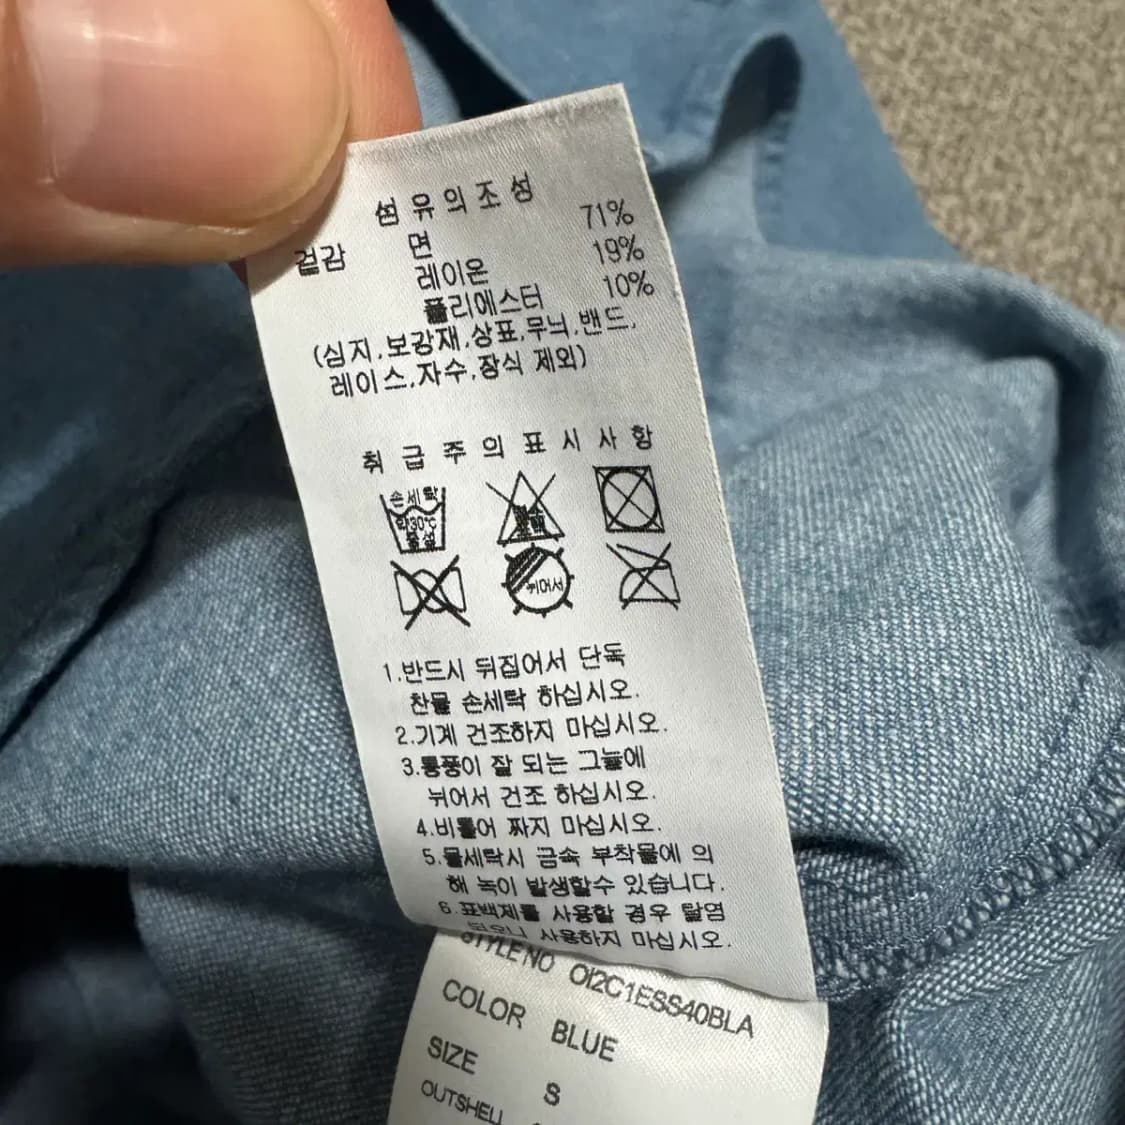 섬유의조성
겉감 면 71%
레이온 19%
폴리에스터 10%
(심지,보강재,상표,무늬,밴드,
레이스,자수,장식 제외)
취급주의표시사항
손세탁
약30℃
중성
뉘어서
1.반드시 뒤집어서 단독
찬물 손세탁 하십시오.
2.기계 건조하지 마십시오.
3.통풍이 잘 되는 그늘에
뉘어서 건조 하십시오.
4.비틀어 짜지 마십시오.
5.물세탁시 금속 부착물에 의
해 녹이 발생할수 있습니다.
6.표백제를 사용할 경우 탈염
사용하지 마십시오.
STYLE NO OI2C1ESS40BLA
COLOR BLUE
SIZE S
OUTSHELL